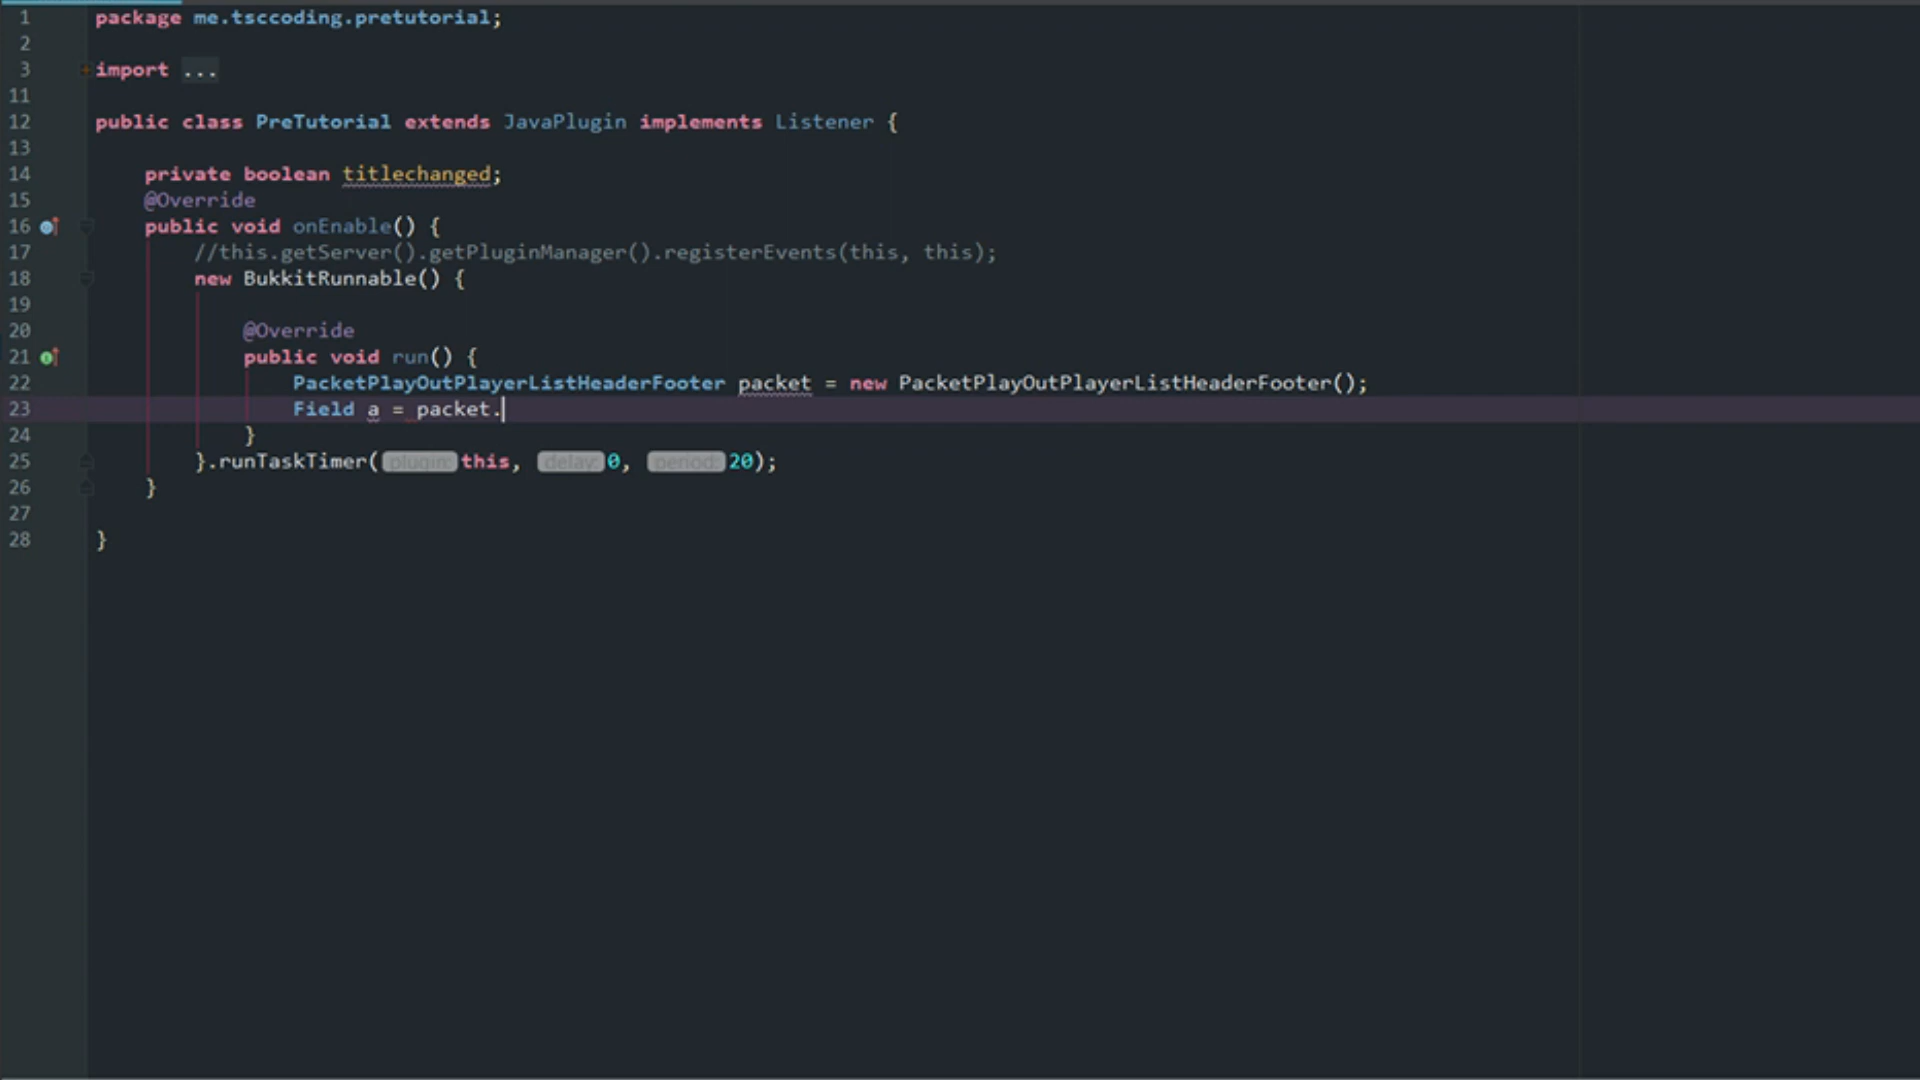 1 package me.tsccoding.pretutorial;
2
3 import ...
11
12 public class PreTutorial extends JavaPlugin implements Listener {
13
14 private boolean titlechanged;
15 @Override
16 public void onEnable() {
17 //this.getServer().getPluginManager().registerEvents(this, this);
18 new BukkitRunnable() {
19
20 @Override
21 public void run() {
22 PacketPlayOutPlayerListHeaderFooter packet = new PacketPlayOutPlayerListHeaderFooter();
23 Field a = packet.
24 }
25 }.runTaskTimer( plugin: this, delay: 0, period: 20);
26 }
27
28 }